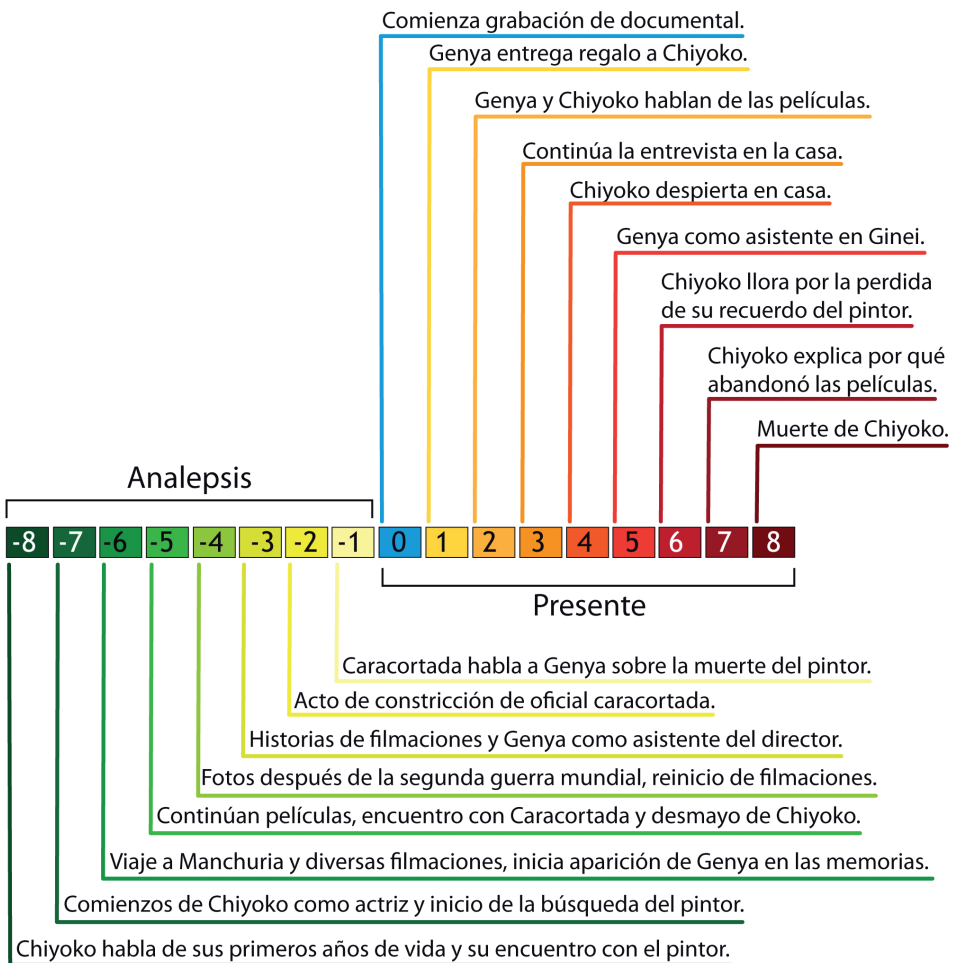 Comienza grabación de documental.
Genya entrega regalo a Chiyoko.
Genya y Chiyoko hablan de las películas.
Continúa la entrevista en la casa.
Chiyoko despierta en casa.
Genya como asistente en Ginei.
Chiyoko llora por la perdida
de su recuerdo del pintor.
Chiyoko explica por qué
abandonó las películas.
Muerte de Chiyoko.
Analepsis
-8 -7 -6 -5 -4 -3 -2 -1 0 1 2 3 4 5 6 7 8
Presente
Caracortada habla a Genya sobre la muerte del pintor.
Acto de constricción de oficial caracortada.
Historias de filmaciones y Genya como asistente del director.
Fotos después de la segunda guerra mundial, reinicio de filmaciones.
Continúan películas, encuentro con Caracortada y desmayo de Chiyoko.
Viaje a Manchuria y diversas filmaciones, inicia aparición de Genya en las memorias.
Comienzos de Chiyoko como actriz y inicio de la búsqueda del pintor.
Chiyoko habla de sus primeros años de vida y su encuentro con el pintor.